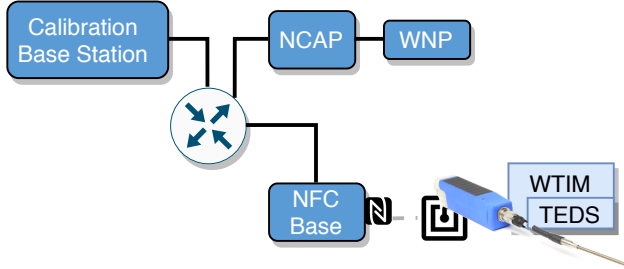 Calibration
Base Station
NCAP
WNP
NFC
Base
WTIM
TEDS